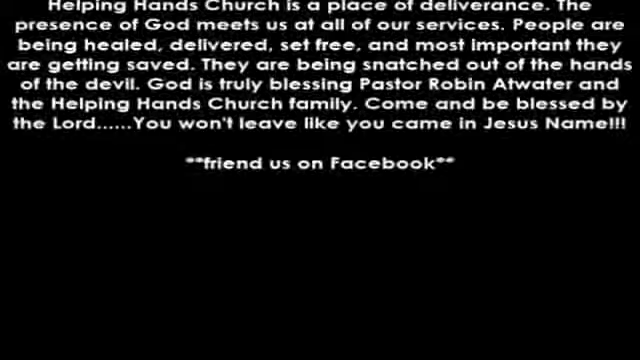 Helping Hands Church is a place of deliverance. The
presence of God meets us at all of our services. People are
being healed, delivered, set free, and most important they
are getting saved. They are being snatched out of the hands
of the devil. God is truly blessing Pastor Robin Atwater and
the Helping Hands Church family. Come and be blessed by
the Lord......You won't leave like you came in Jesus Name!!!
**friend us on Facebook**